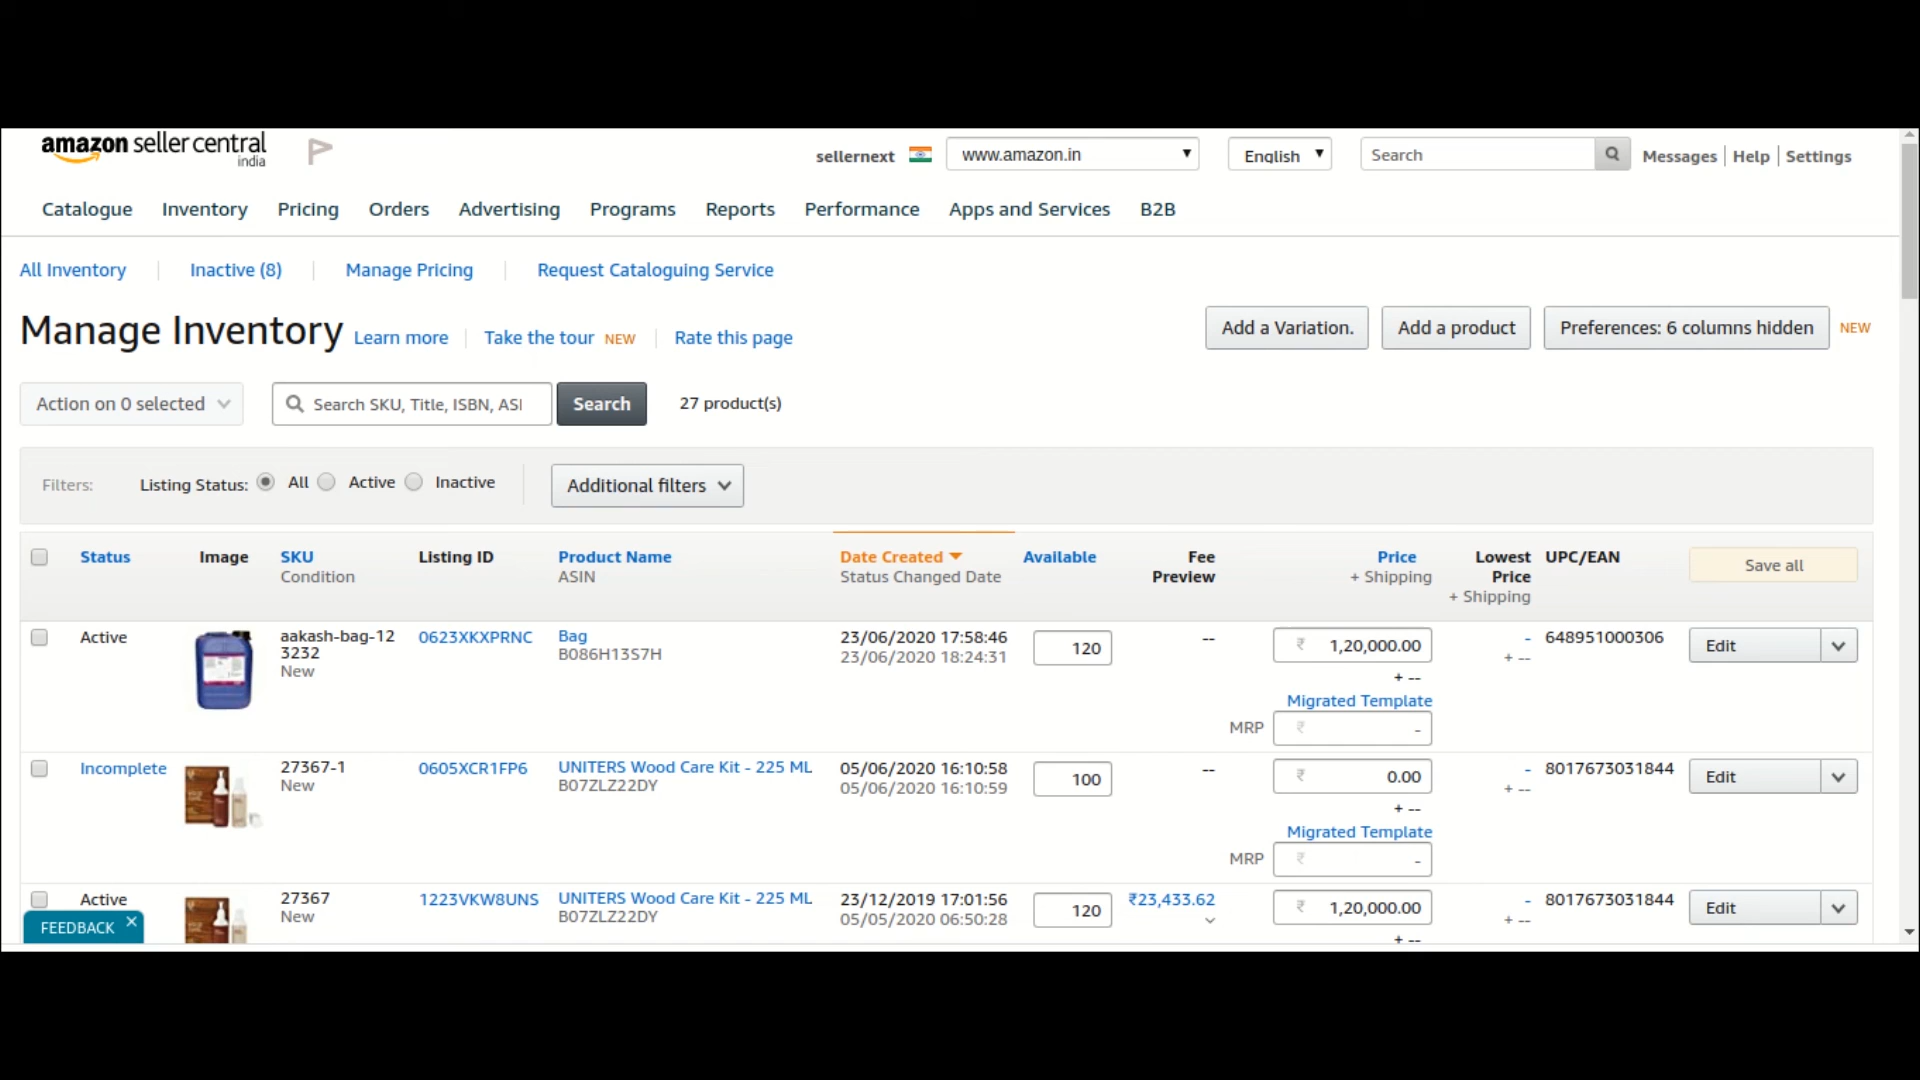 amazon seller central
india
sellernext
www.amazon.in
English
Search
Messages
Help
Settings
Catalogue Inventory Pricing Orders Advertising Programs Reports Performance Apps and Services B2B
All Inventory
Inactive (8)
Manage Pricing
Request Cataloguing Service
Manage Inventory
Learn more
Take the tour NEW
Rate this page
Add a Variation.
Add a product
Preferences: 6 columns hidden
NEW
Action on 0 selected
Search SKU, Title, ISBN, ASI
Search
27 product(s)
Filters:
Listing Status: All Active Inactive
Additional filters
Status
Image
SKU
Condition
Listing ID
Product Name
ASIN
Date Created
Status Changed Date
Available
Fee
Preview
Price
+ Shipping
Lowest
Price
+ Shipping
UPC/EAN
Save all
Active
aakash-bag-12
3232
New
0623XKXPRNC
Bag
B086H13S7H
23/06/2020 17:58:46
23/06/2020 18:24:31
120
--
₹ 1,20,000.00
+ --
Migrated Template
MRP ₹ -
-
+ --
648951000306
Edit
Incomplete
27367-1
New
0605XCR1FP6
UNITERS Wood Care Kit - 225 ML
B07ZLZ22DY
05/06/2020 16:10:58
05/06/2020 16:10:59
100
--
₹ 0.00
+ --
Migrated Template
MRP ₹ -
-
+ --
8017673031844
Edit
Active
27367
New
1223VKW8UNS
UNITERS Wood Care Kit - 225 ML
B07ZLZ22DY
23/12/2019 17:01:56
05/05/2020 06:50:28
120
₹23,433.62
₹ 1,20,000.00
+ --
-
+ --
8017673031844
Edit
FEEDBACK